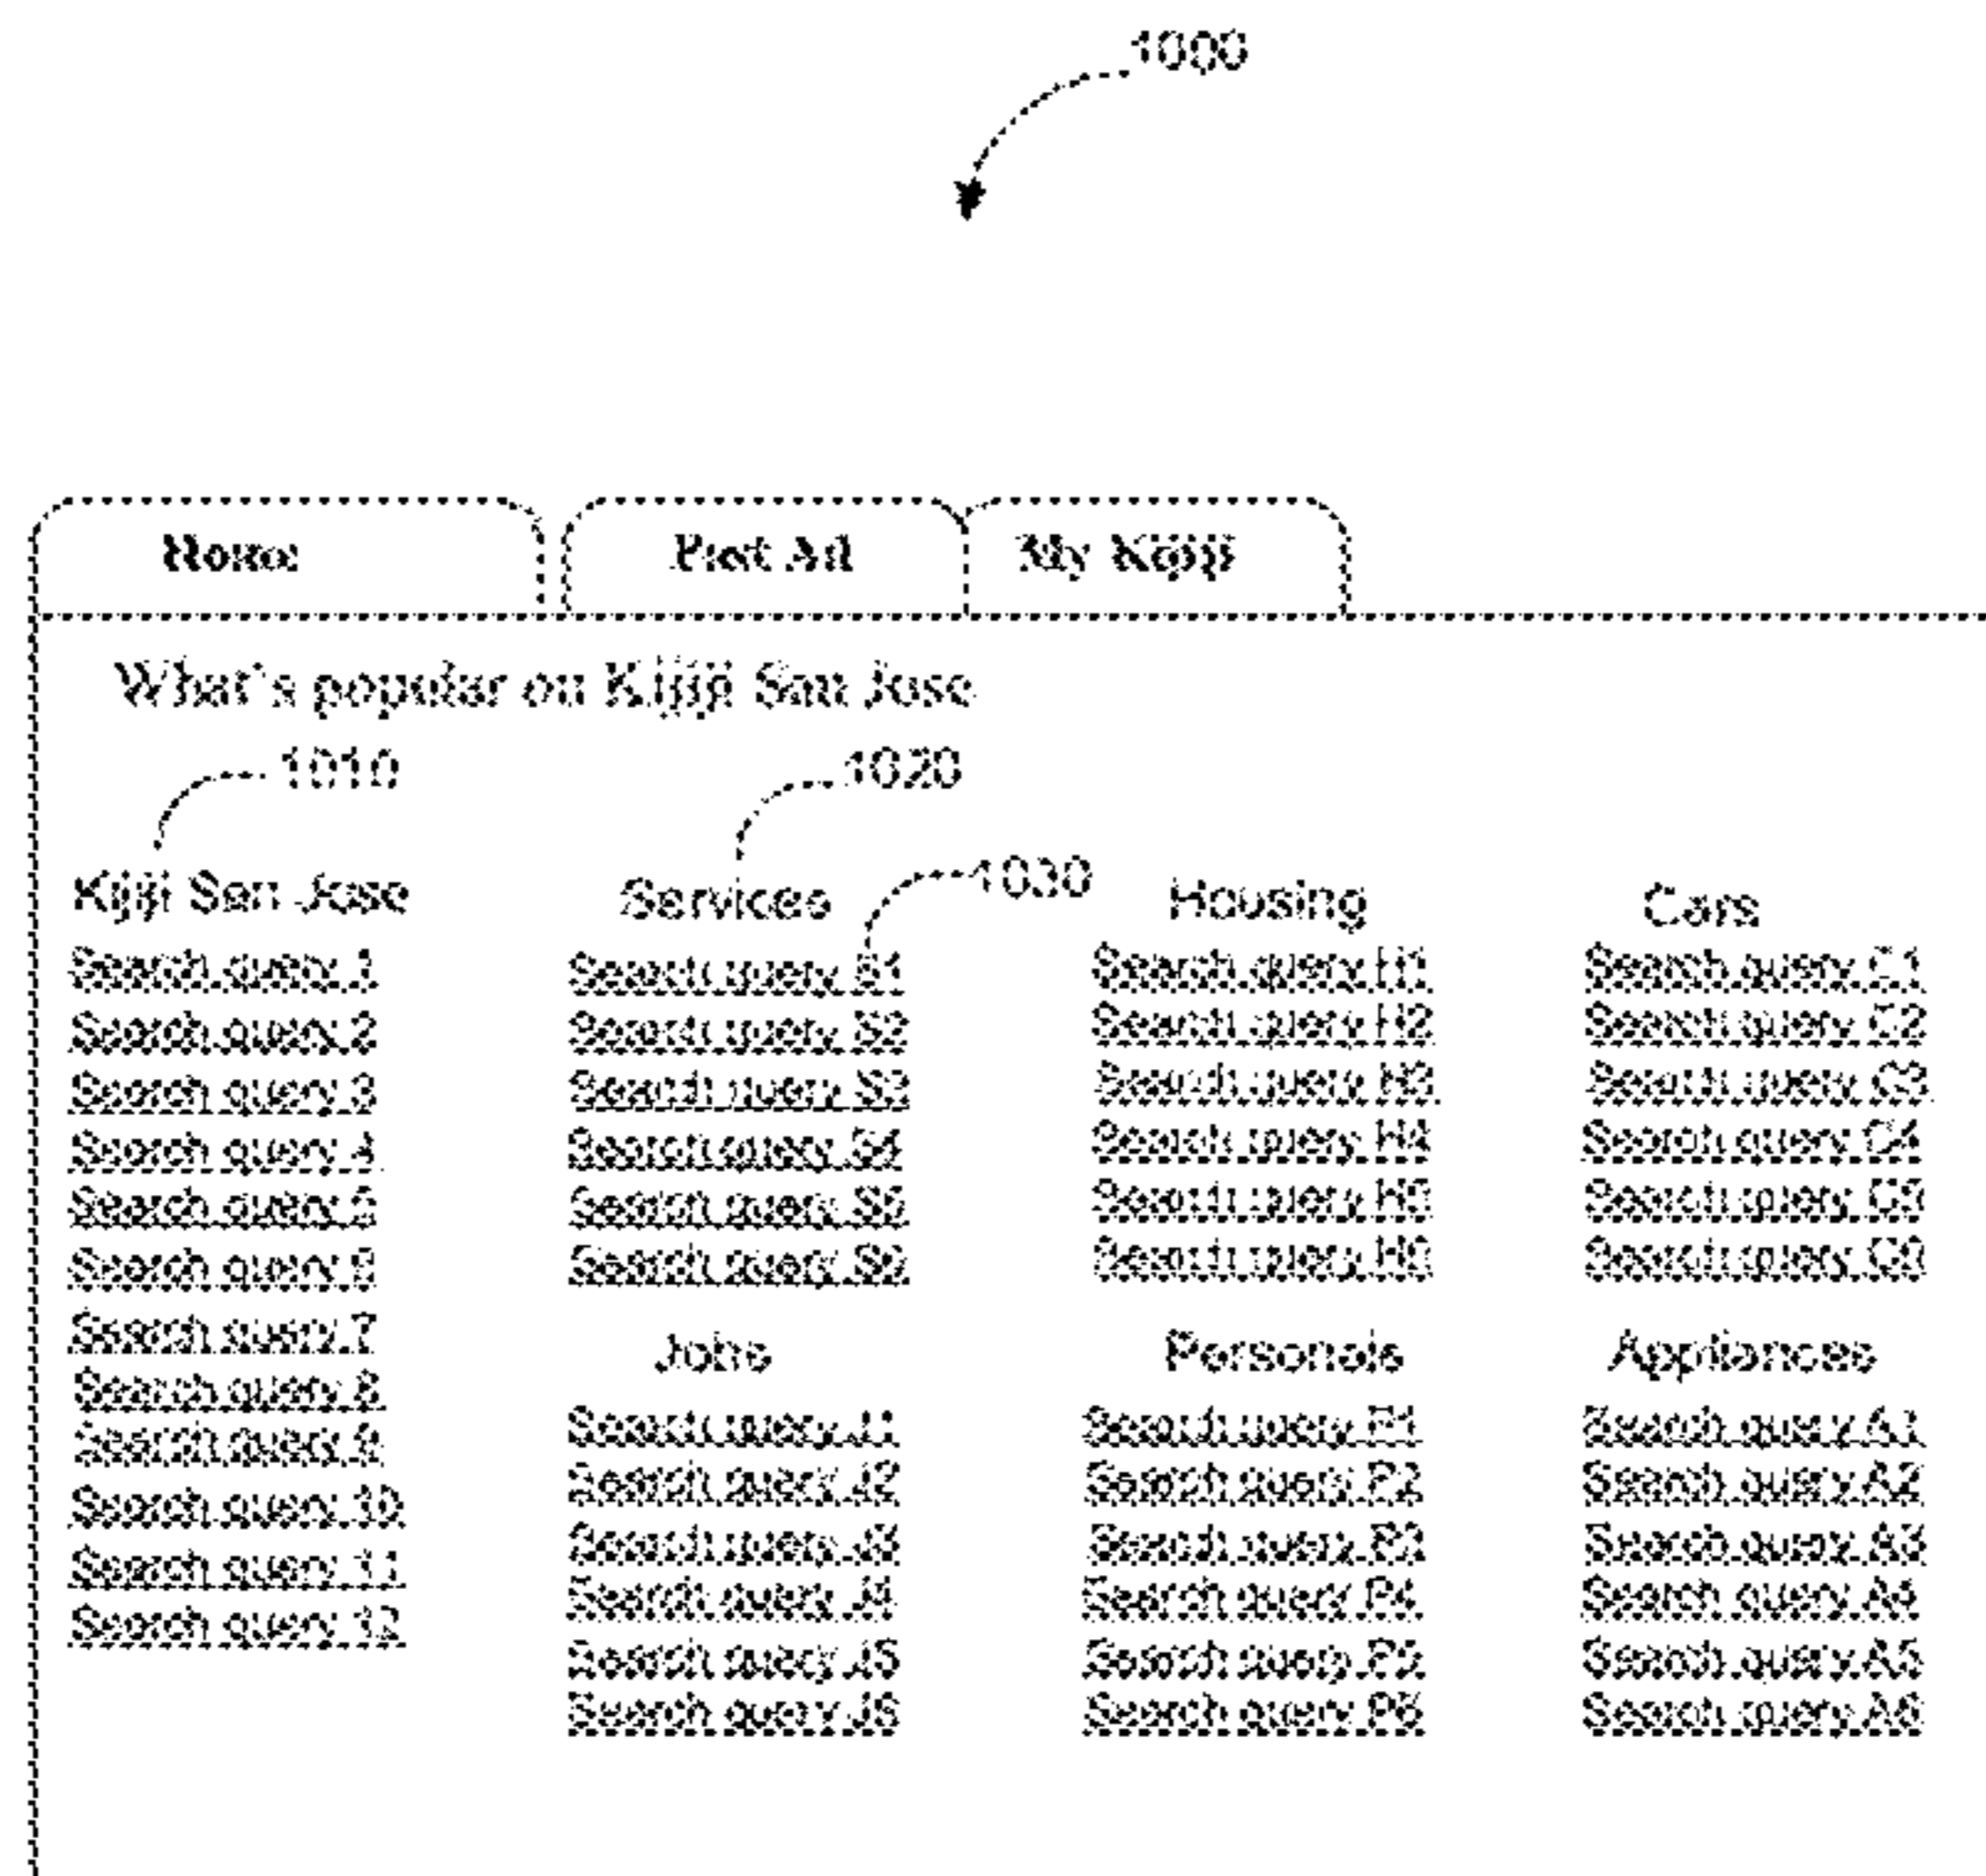 1000
Home Post Ad My Kijiji
What's popular on Kijiji San Jose
1010 1020
1030
Kijiji San Jose Services Housing Cars
Search query 1 Search query S1 Search query H1 Search query C1
Search query 2 Search query S2 Search query H2 Search query C2
Search query 3 Search query S3 Search query H3 Search query C3
Search query 4 Search query S4 Search query H4 Search query C4
Search query 5 Search query S5 Search query H5 Search query C5
Search query 6 Search query S6 Search query H6 Search query C6
Search query 7 Jobs Personals Appliances
Search query 8
Search query 9 Search query J1 Search query P1 Search query A1
Search query 10 Search query J2 Search query P2 Search query A2
Search query 11 Search query J3 Search query P3 Search query A3
Search query 12 Search query J4 Search query P4 Search query A4
Search query J5 Search query P5 Search query A5
Search query J6 Search query P6 Search query A6